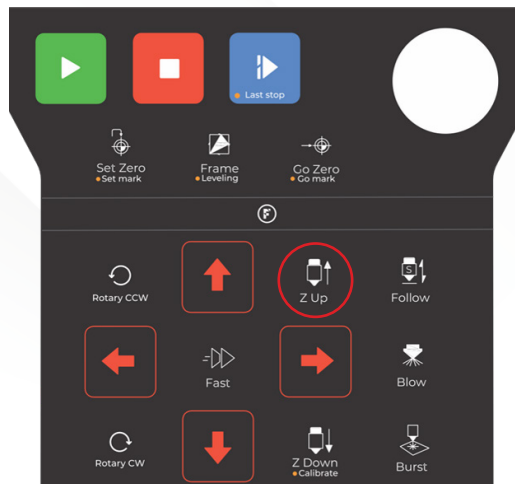 Last stop
Set Zero
Set mark
Frame
Leveling
Go Zero
Go mark
F
Rotary CCW
Z Up
Follow
S
Fast
Blow
Rotary CW
Z Down
Calibrate
Burst